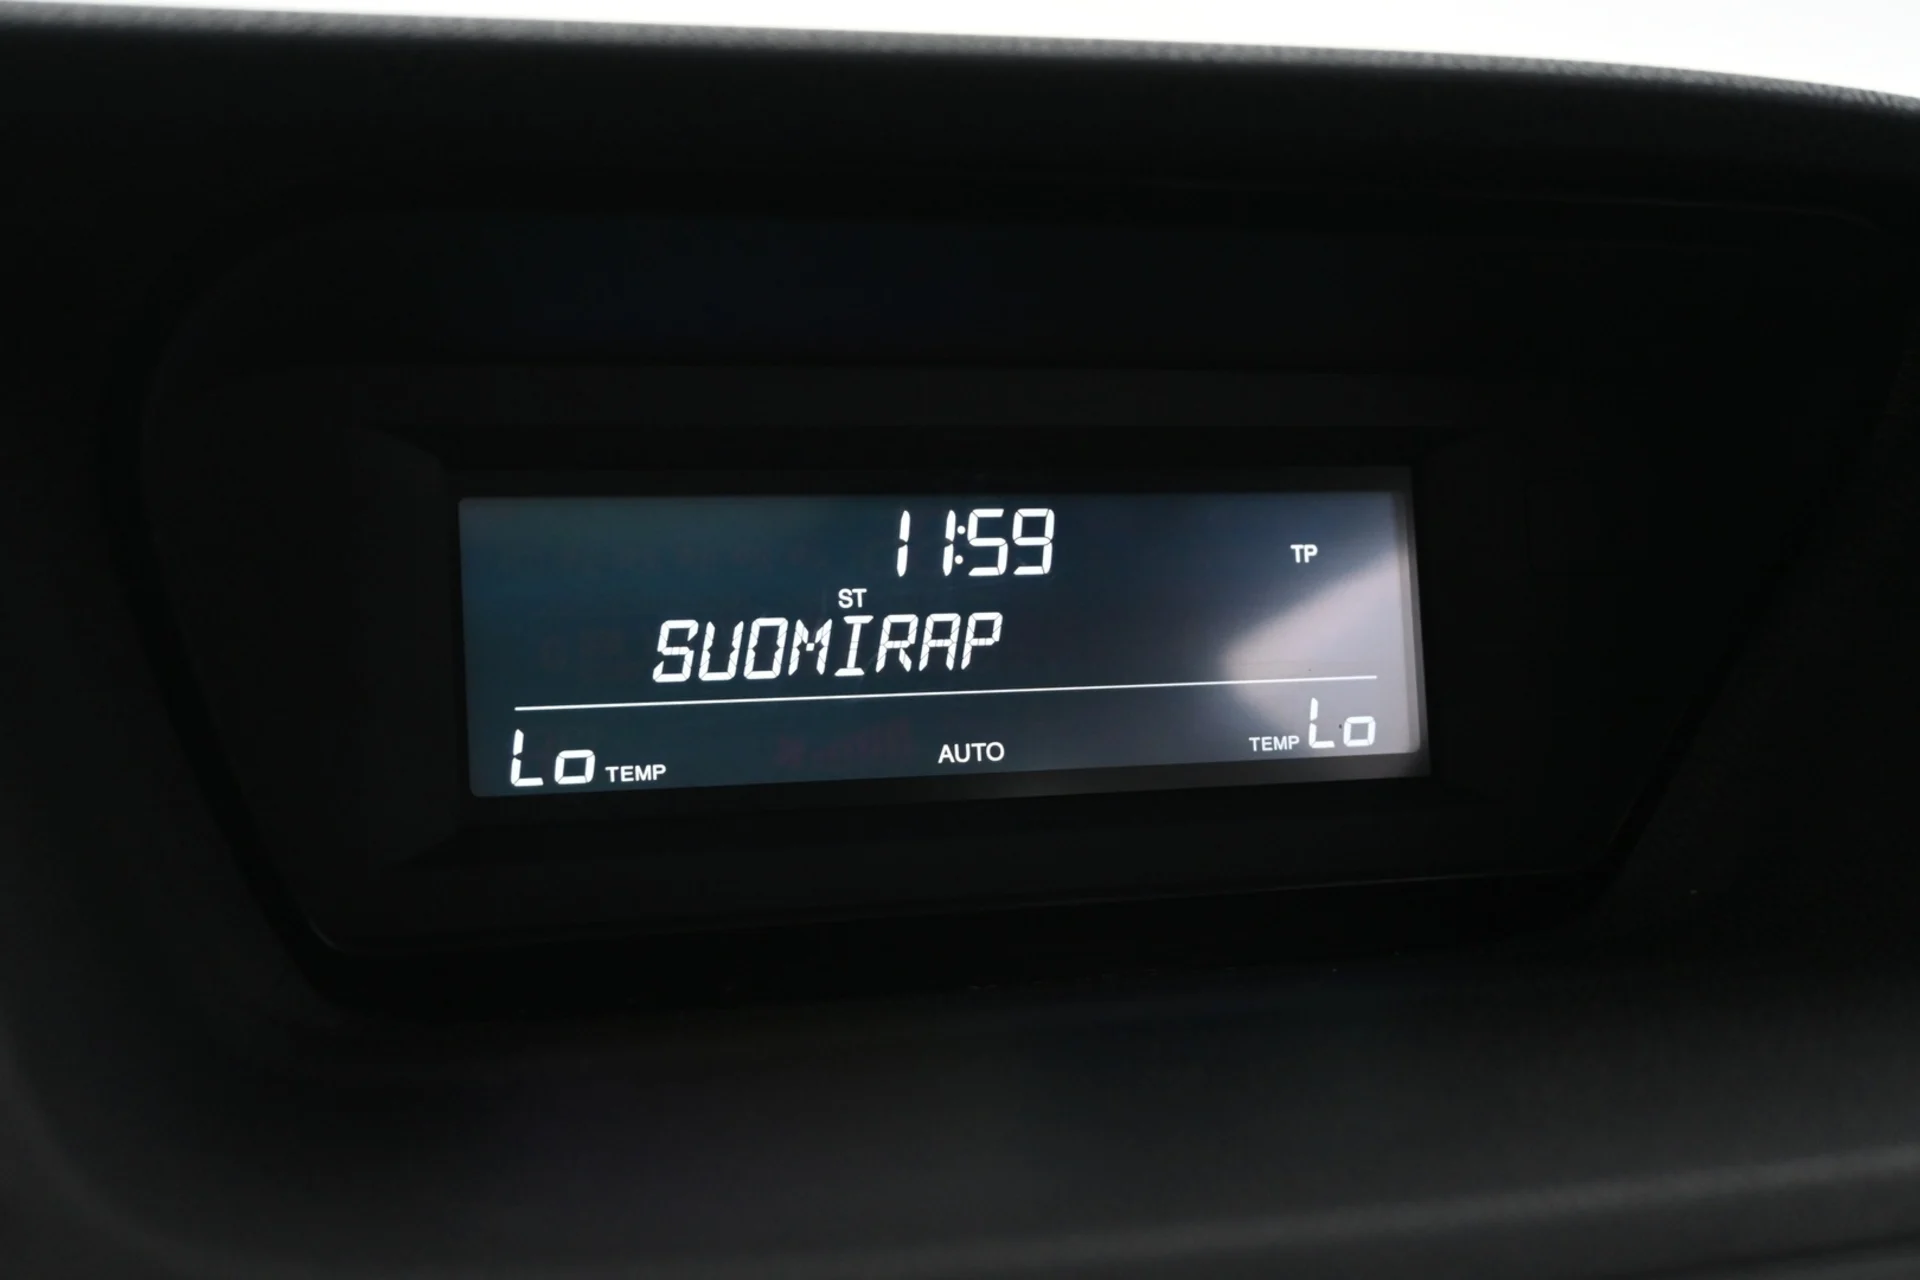 11:59
TP
ST
SUOMIRAP
Lo TEMP AUTO TEMP Lo